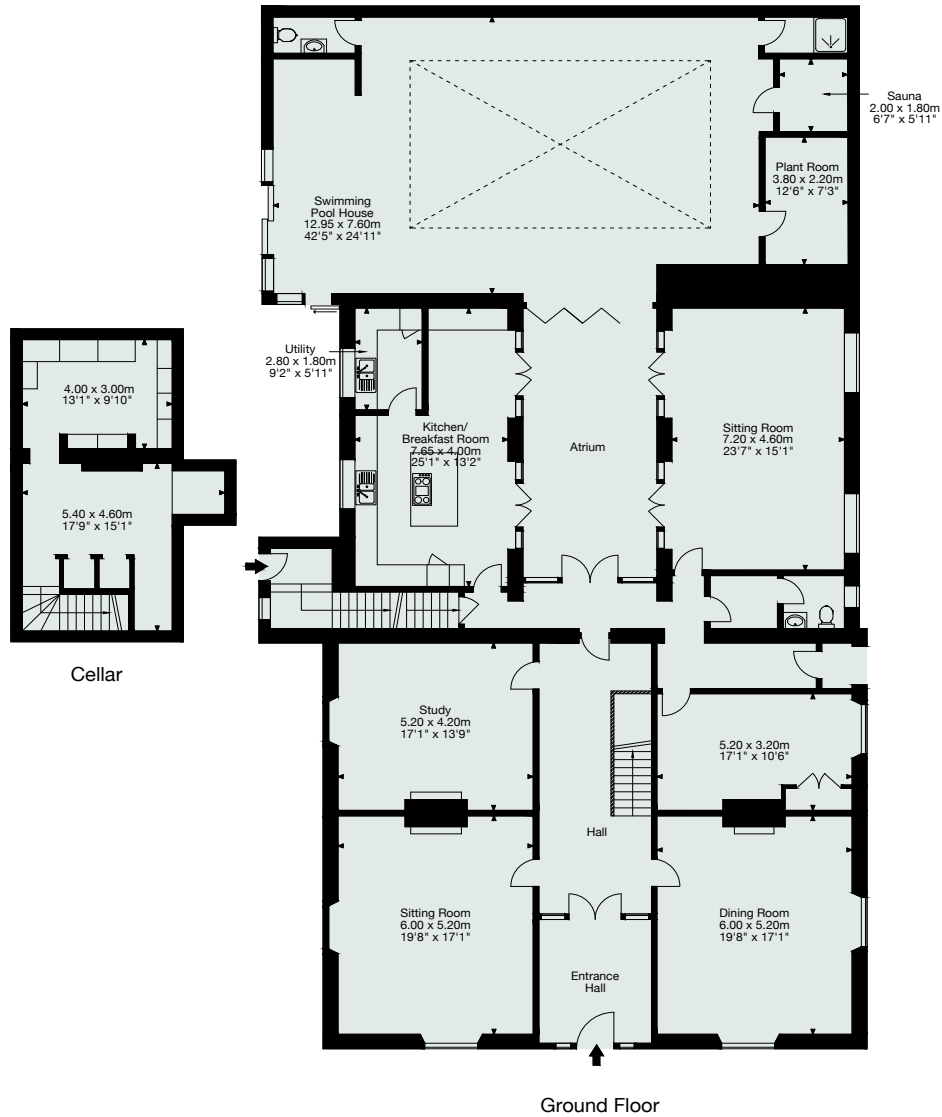 Sauna
2.00 x 1.80m
6'7" x 5'11"
Plant Room
3.80 x 2.20m
12'6" x 7'3"
Swimming
Pool House
12.95 x 7.60m
42'5" x 24'11"
Utility
2.80 x 1.80m
9'2" x 5'11"
Kitchen/
Breakfast Room
7.65 x 4.00m
25'1" x 13'2"
Atrium
Sitting Room
7.20 x 4.60m
23'7" x 15'1"
4.00 x 3.00m
13'1" x 9'10"
5.40 x 4.60m
17'9" x 15'1"
Cellar
Study
5.20 x 4.20m
17'1" x 13'9"
5.20 x 3.20m
17'1" x 10'6"
Hall
Sitting Room
6.00 x 5.20m
19'8" x 17'1"
Dining Room
6.00 x 5.20m
19'8" x 17'1"
Entrance
Hall
Ground Floor